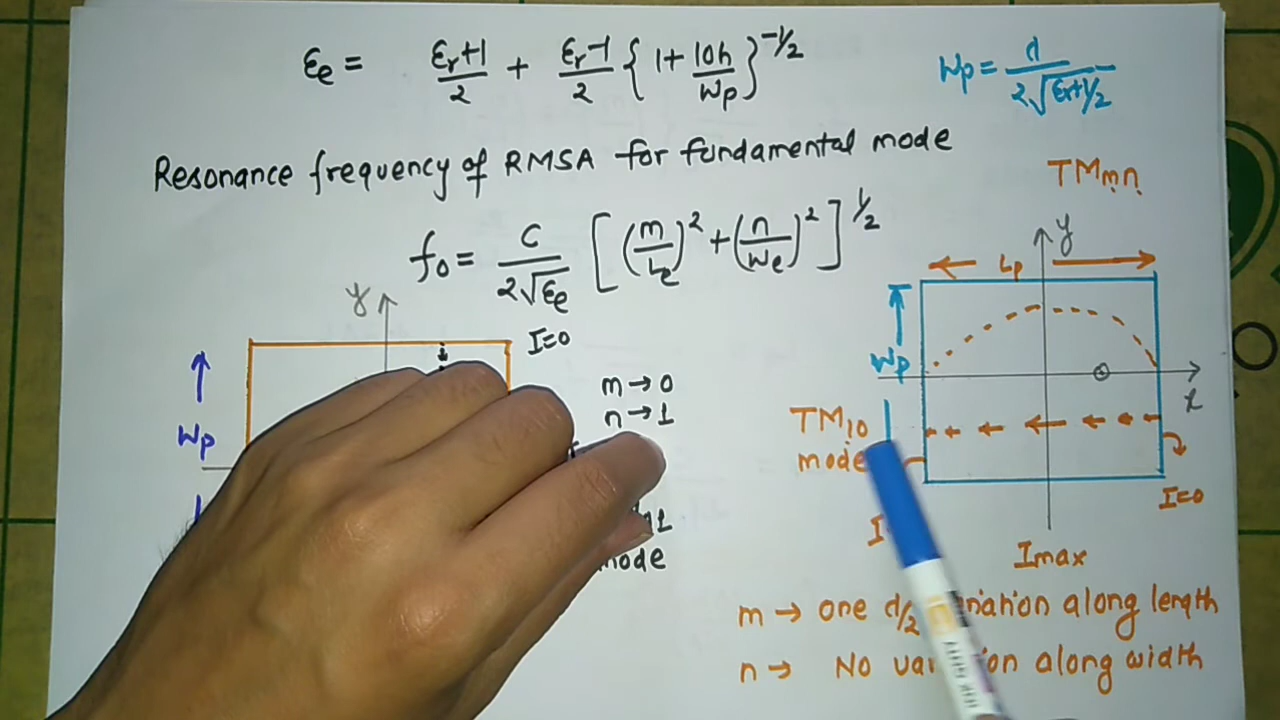 εe = εr+1/2 + εr-1/2 {1+10h/Wp}^-1/2
Wp = d/2√εr+1/2
Resonance frequency of RMSA for fundamental mode
TMmn
f0 = c/2√εe [(m/Le)^2 + (n/We)^2]^1/2
y
I=0
Wp
m → 0
n → 1
mode
y
Lp
Wp
x
TM10
mode
I=0
Imax
m → one d/2 variation along length
n → No variation along width